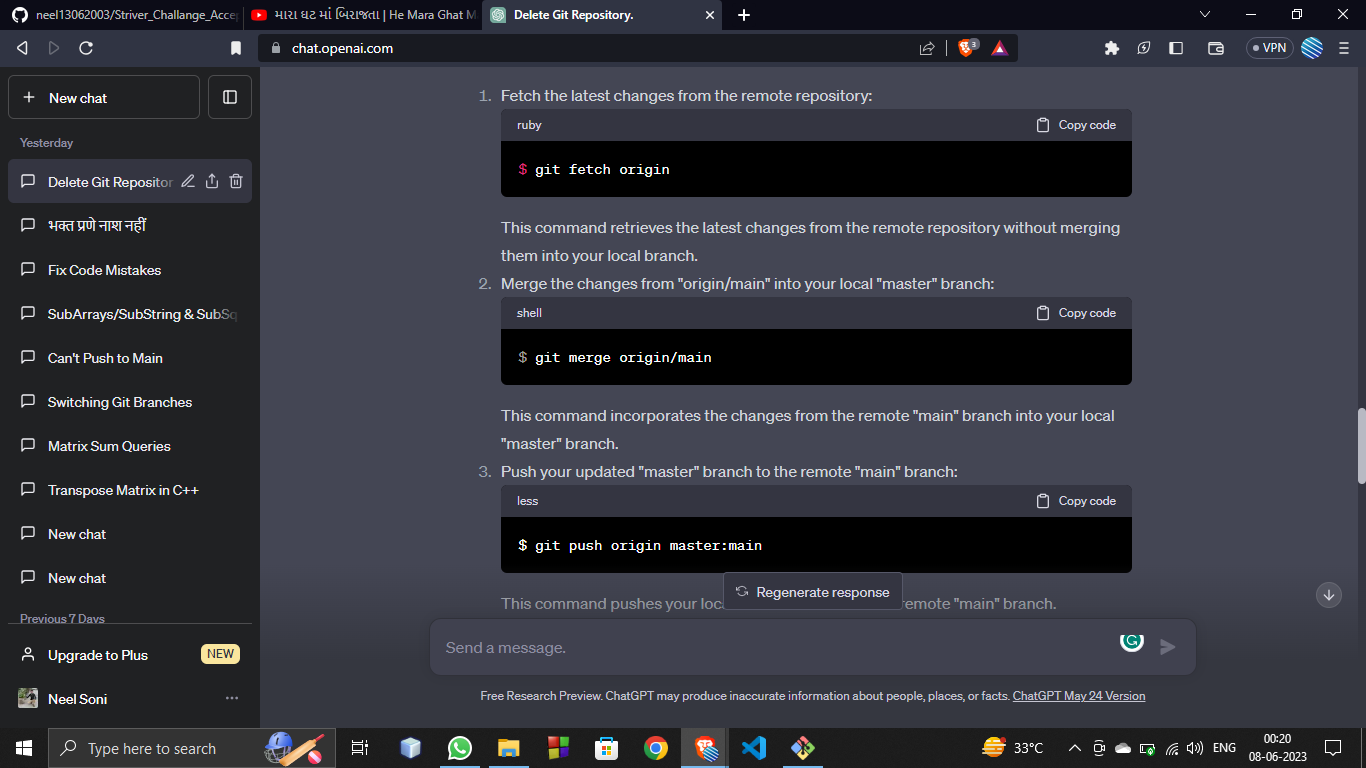 neel13062003/Striver_Challange_Acce
મારા ઘટ માં બિરાજતા | He Mara Ghat M
Delete Git Repository.
chat.openai.com
3
VPN
New chat
Yesterday
Delete Git Repositor
भक्त प्रणे नाश नहीं
Fix Code Mistakes
SubArrays/SubString & SubSq
Can't Push to Main
Switching Git Branches
Matrix Sum Queries
Transpose Matrix in C++
New chat
New chat
Previous 7 Days
Upgrade to Plus
NEW
Neel Soni
1. Fetch the latest changes from the remote repository:
ruby
Copy code
$ git fetch origin
This command retrieves the latest changes from the remote repository without merging
them into your local branch.
2. Merge the changes from "origin/main" into your local "master" branch:
shell
Copy code
$ git merge origin/main
This command incorporates the changes from the remote "main" branch into your local
"master" branch.
3. Push your updated "master" branch to the remote "main" branch:
less
Copy code
$ git push origin master:main
Regenerate response
This command pushes your loc
remote "main" branch.
Send a message.
Free Research Preview. ChatGPT may produce inaccurate information about people, places, or facts. ChatGPT May 24 Version
Type here to search
33°C
ENG
00:20
08-06-2023